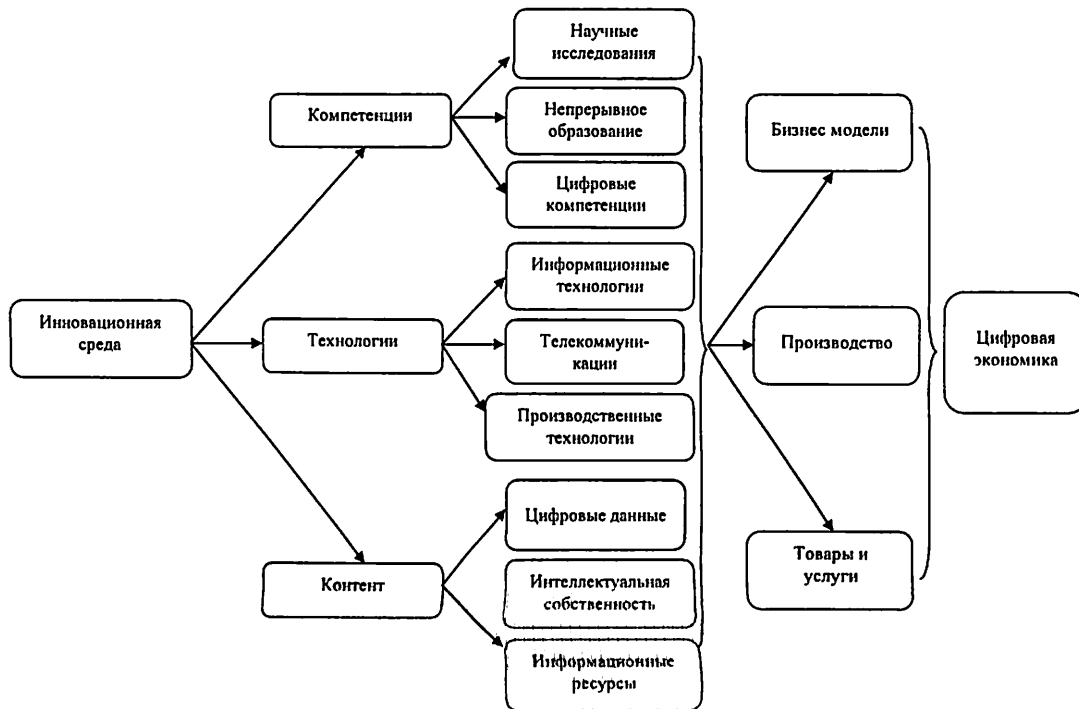 Научные
исследования
Компетенции
Непрерывное
образование
Цифровые
компетенции
Бизнес модели
Инновационная
среда
Технологии
Информационные
технологии
Телекоммуни-
кации
Производственные
технологии
Производство
Цифровая
экономика
Контент
Цифровые данные
Интеллектуальная
собственность
Информационные
ресурсы
Товары и
услуги